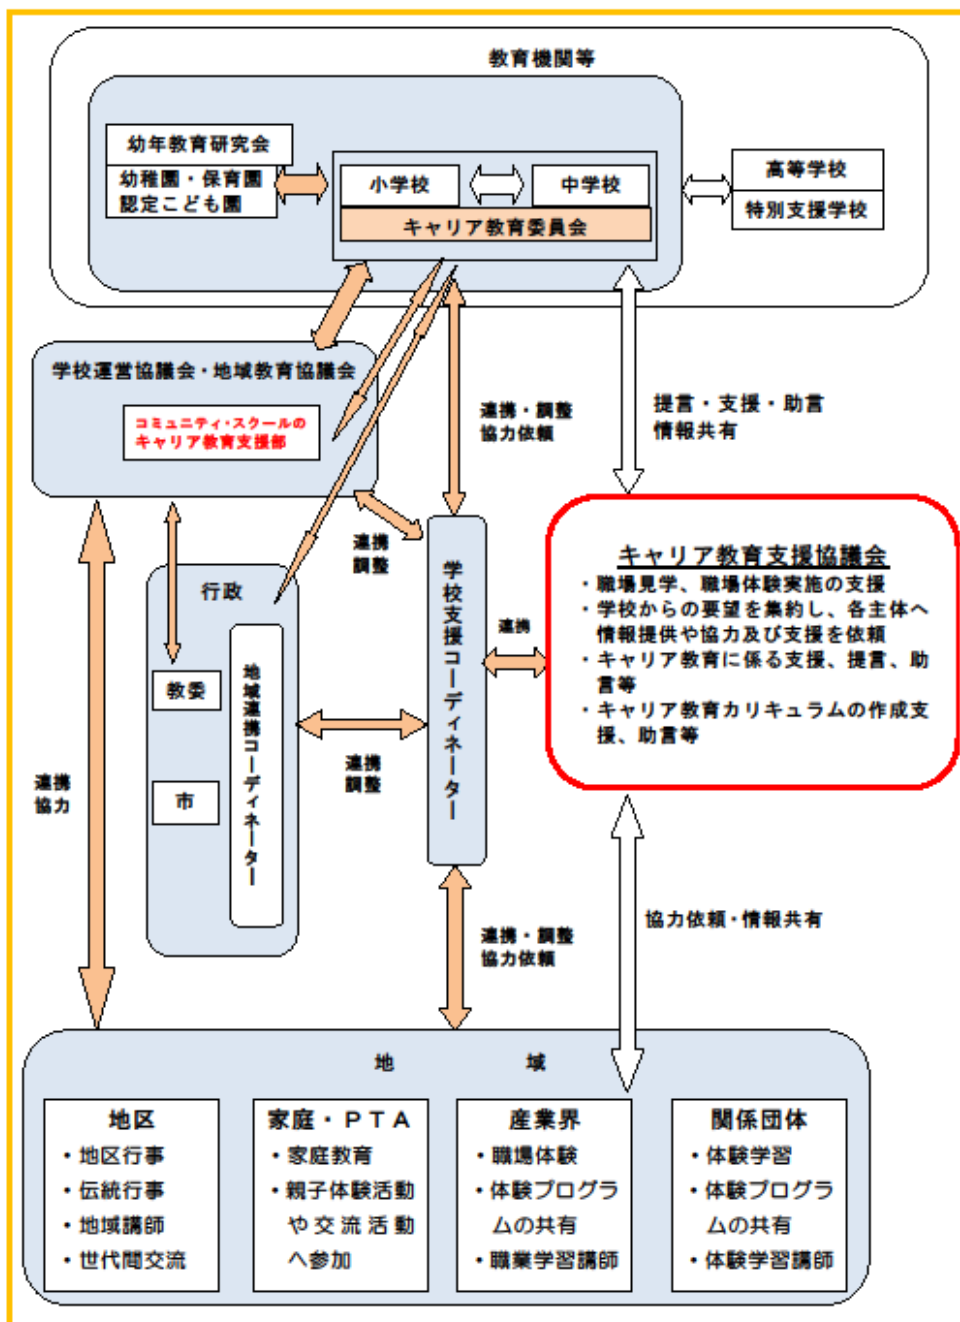 教育機関等
幼年教育研究会
幼稚園・保育園
認定こども園
小学校
中学校
キャリア教育委員会
高等学校
特別支援学校
学校運営協議会・地域教育協議会
コミュニティ・スクールの
キャリア教育支援部
連携・調整
協力依頼
提言・支援・助言
情報共有
連携
調整
行政
教委
市
地域連携コーディネーター
学校支援コーディネーター
連携
連携
調整
連携
協力
キャリア教育支援協議会
・職場見学、職場体験実施の支援
・学校からの要望を集約し、各主体へ
情報提供や協力及び支援を依頼
・キャリア教育に係る支援、提言、助
言等
・キャリア教育カリキュラムの作成支
援、助言等
連携・調整
協力依頼
協力依頼・情報共有
地域
地区
・地区行事
・伝統行事
・地域講師
・世代間交流
家庭・ＰＴＡ
・家庭教育
・親子体験活動
や交流活動
へ参加
産業界
・職場体験
・体験プログラ
ムの共有
・職業学習講師
関係団体
・体験学習
・体験プログラ
ムの共有
・体験学習講師